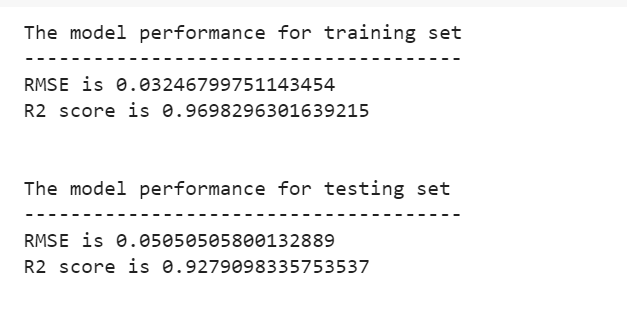 The model performance for training set
--------------------------------------
RMSE is 0.03246799751143454
R2 score is 0.9698296301639215
The model performance for testing set
--------------------------------------
RMSE is 0.05050505800132889
R2 score is 0.9279098335753537